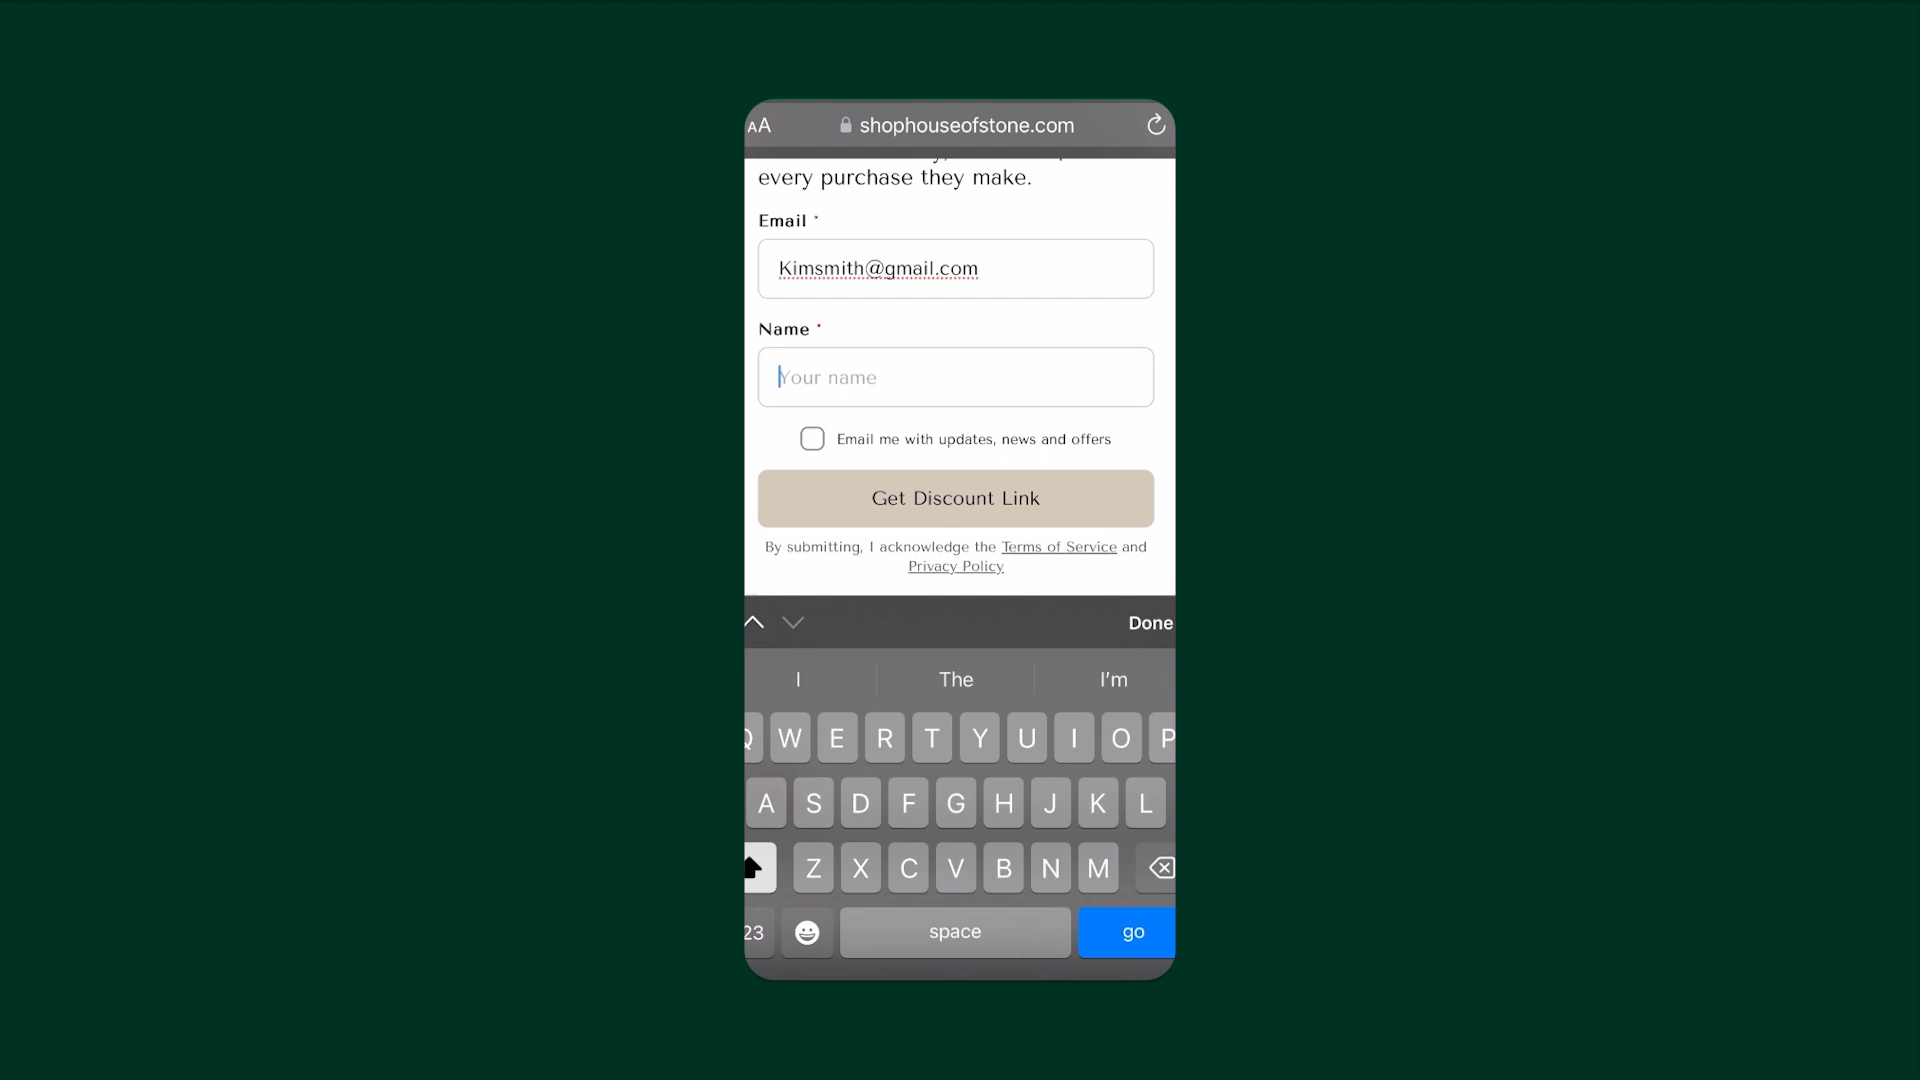 AA shophouseofstone.com
every purchase they make.
Email *
Kimsmith@gmail.com
Name *
Your name
Email me with updates, news and offers
Get Discount Link
By submitting, I acknowledge the Terms of Service and
Privacy Policy
Done
I The I'm
Q W E R T Y U I O P
A S D F G H J K L
Z X C V B N M
23 space go